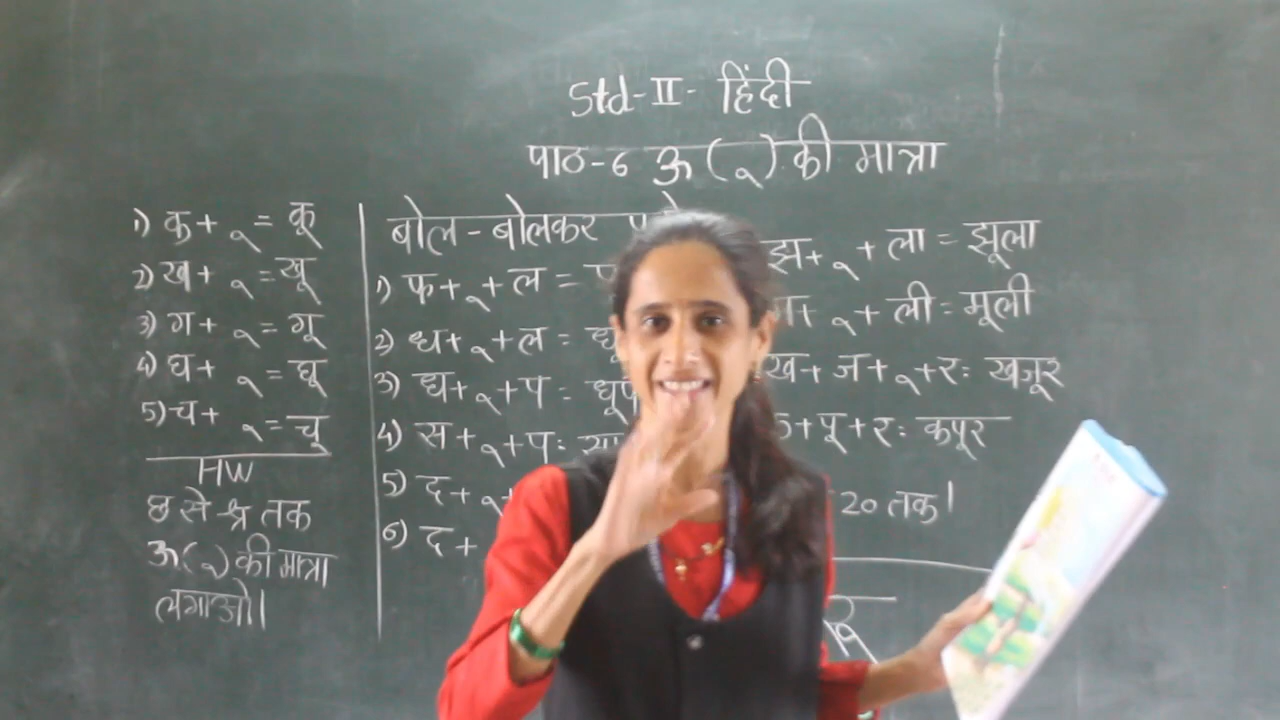 Std-II- हिंदी
पाठ-6 ऊ (ू) की मात्रा
1) क + ू = कू
2) ख + ू = खू
3) ग + ू = गू
4) घ + ू = घू
5) च + ू = चू
HW
छ से श्र तक
ऊ (ू) की मात्रा
लगाओ।
बोल - बोलकर
1) फ + ू + ल =
2) ध + ू + ल =
3) ध + ू + प = धूप
4) स + ू + प =
5) द +
6) द +
झ + ू + ला = झूला
ू + ली = मूली
ख + ज + ू + र = खजूर
पू + र = कपूर
20 तक।